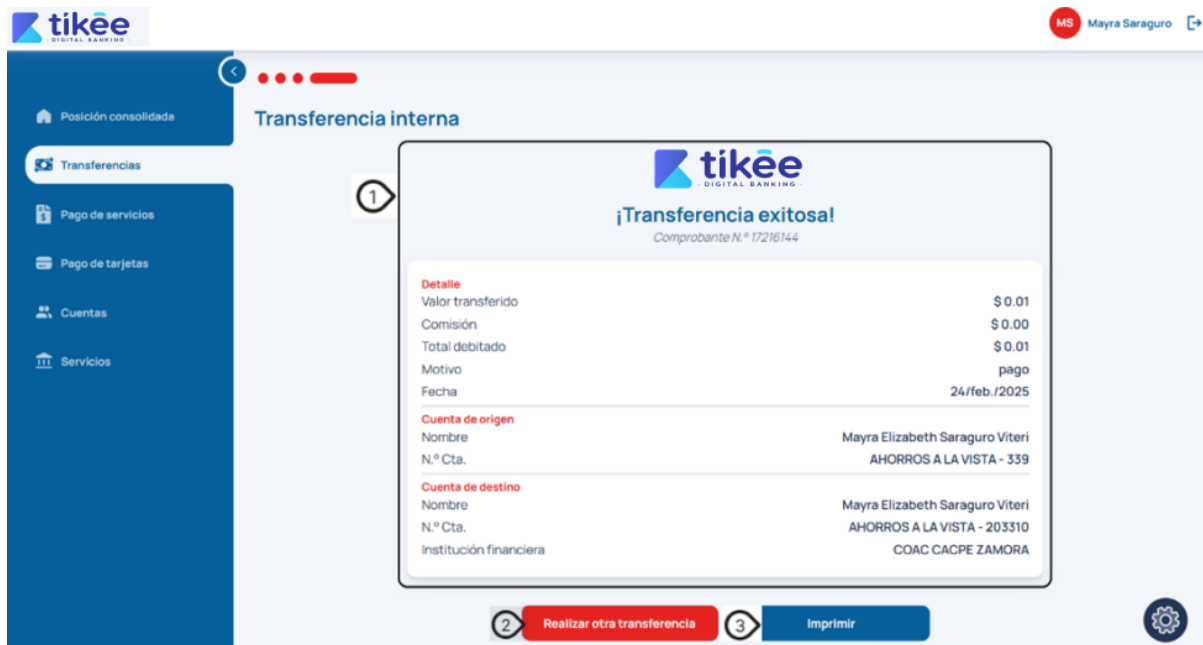 tikee
- DIGITAL BANKING -
MS Mayra Saraguro
Posición consolidada
Transferencias
Pago de servicios
Pago de tarjetas
Cuentas
Servicios
Transferencia interna
1
tikee
- DIGITAL BANKING -
¡Transferencia exitosa!
Comprobante N.° 17216144
Detalle
Valor transferido $ 0.01
Comisión $ 0.00
Total debitado $ 0.01
Motivo pago
Fecha 24/feb./2025
Cuenta de origen
Nombre Mayra Elizabeth Saraguro Viteri
N.° Cta. AHORROS A LA VISTA - 339
Cuenta de destino
Nombre Mayra Elizabeth Saraguro Viteri
N.° Cta. AHORROS A LA VISTA - 203310
Institución financiera COAC CACPE ZAMORA
2 Realizar otra transferencia 3 Imprimir